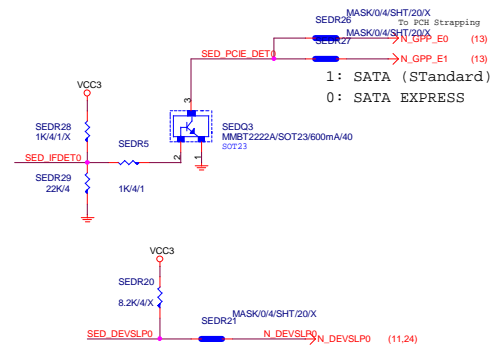 MASK/0/4/SHT/20/X
SEDR26
To PCH Strapping
MASK/0/4/SHT/20/X
SEDR27
N_GPP_E0 (13)
SED_PCIE_DET0
N_GPP_E1 (13)
1: SATA (STandard)
0: SATA EXPRESS
VCC3
3
SEDR28
1K/4/1/X
SEDQ3
MMBT2222A/SOT23/600mA/40
SOT23
SEDR5
2
1
SED_IFDET0
SEDR29
22K/4
1K/4/1
VCC3
SEDR20
8.2K/4/X
MASK/0/4/SHT/20/X
SEDR21
SED_DEVSLP0
N_DEVSLP0
N_DEVSLP0 (11,24)